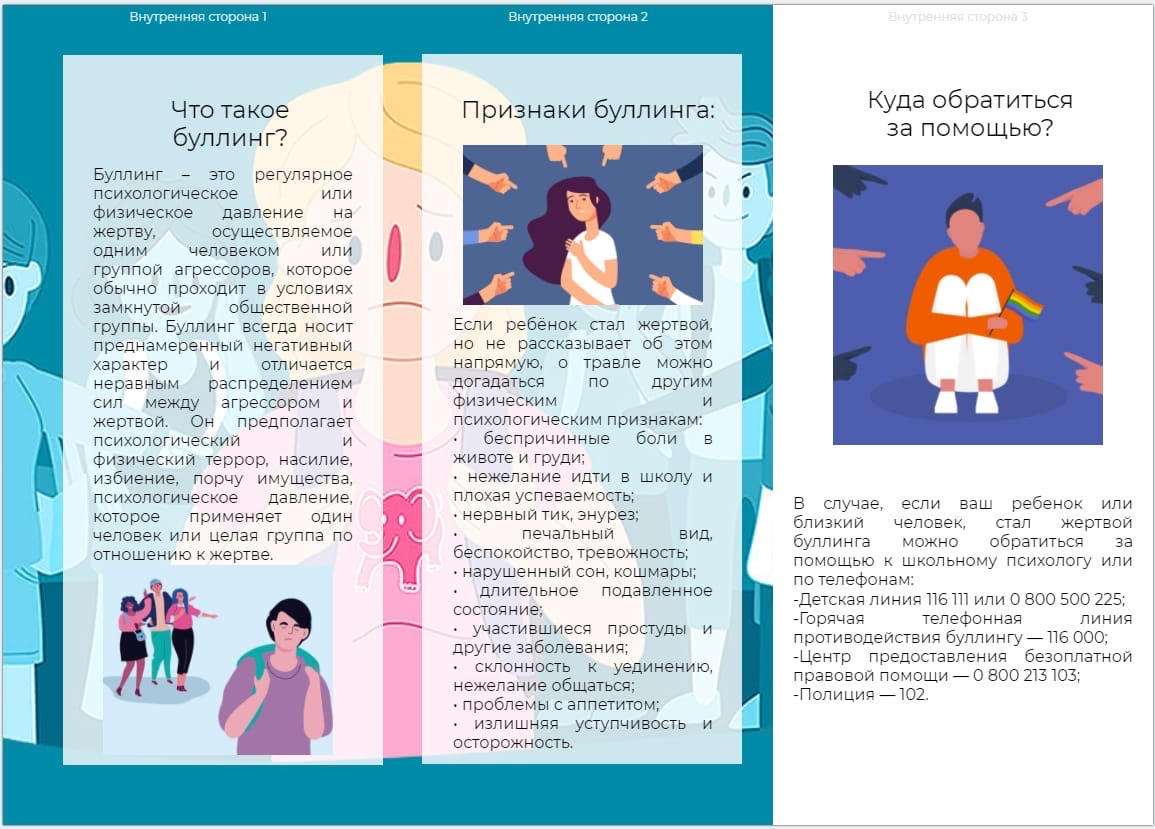 Внутренняя сторона 1
Что такое
буллинг?
Буллинг – это регулярное
психологическое или
физическое давление на
жертву, осуществляемое
одним человеком или
группой агрессоров, которое
обычно проходит в условиях
замкнутой общественной
группы. Буллинг всегда носит
преднамеренный негативный
характер и отличается
неравным распределением
сил между агрессором и
жертвой. Он предполагает
психологический и
физический террор, насилие,
избиение, порчу имущества,
психологическое давление,
которое применяет один
человек или целая группа по
отношению к жертве.
Внутренняя сторона 2
Признаки буллинга:
Если ребёнок стал жертвой,
но не рассказывает об этом
напрямую, о травле можно
догадаться по другим
физическим и
психологическим признакам:
• беспричинные боли в
животе и груди;
• нежелание идти в школу и
плохая успеваемость;
• нервный тик, энурез;
• печальный вид,
беспокойство, тревожность;
• нарушенный сон, кошмары;
• длительное подавленное
состояние;
• участившиеся простуды и
другие заболевания;
• склонность к уединению,
нежелание общаться;
• проблемы с аппетитом;
• излишняя уступчивость и
осторожность.
Внутренняя сторона 3
Куда обратиться
за помощью?
В случае, если ваш ребенок или
близкий человек, стал жертвой
буллинга можно обратиться за
помощью к школьному психологу или
по телефонам:
-Детская линия 116 111 или 0 800 500 225;
-Горячая телефонная линия
противодействия буллингу — 116 000;
-Центр предоставления безоплатной
правовой помощи — 0 800 213 103;
-Полиция — 102.